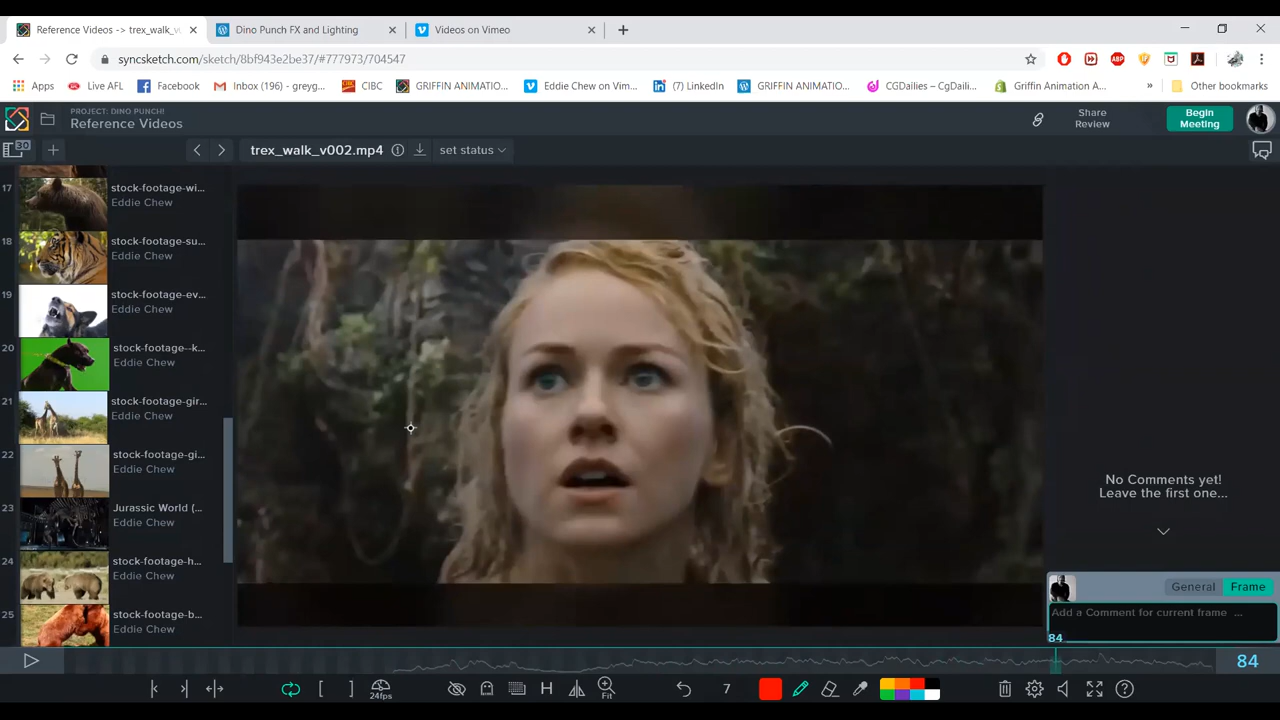 Reference Videos -> trex_walk_v
Dino Punch FX and Lighting
Videos on Vimeo
syncsketch.com/sketch/8bf943e2be37/#777973/704547
Apps
Live AFL
Facebook
Inbox (196) - greyg...
CIBC
GRIFFIN ANIMATIO...
Eddie Chew on Vim...
(7) LinkedIn
GRIFFIN ANIMATIO...
CGDailies – CgDaili...
Griffin Animation A...
»
Other bookmarks
PROJECT: DINO PUNCH!
Reference Videos
Share Review
Begin Meeting
30
trex_walk_v002.mp4
set status
17
stock-footage-wi...
Eddie Chew
18
stock-footage-su...
Eddie Chew
19
stock-footage-ev...
Eddie Chew
20
stock-footage--k...
Eddie Chew
21
stock-footage-gir...
Eddie Chew
22
stock-footage-gi...
Eddie Chew
23
Jurassic World (-...
Eddie Chew
24
stock-footage-h...
Eddie Chew
25
stock-footage-b...
Eddie Chew
No Comments yet!
Leave the first one...
General
Frame
Add a Comment for current frame ...
84
84
24fps
H
Fit
7